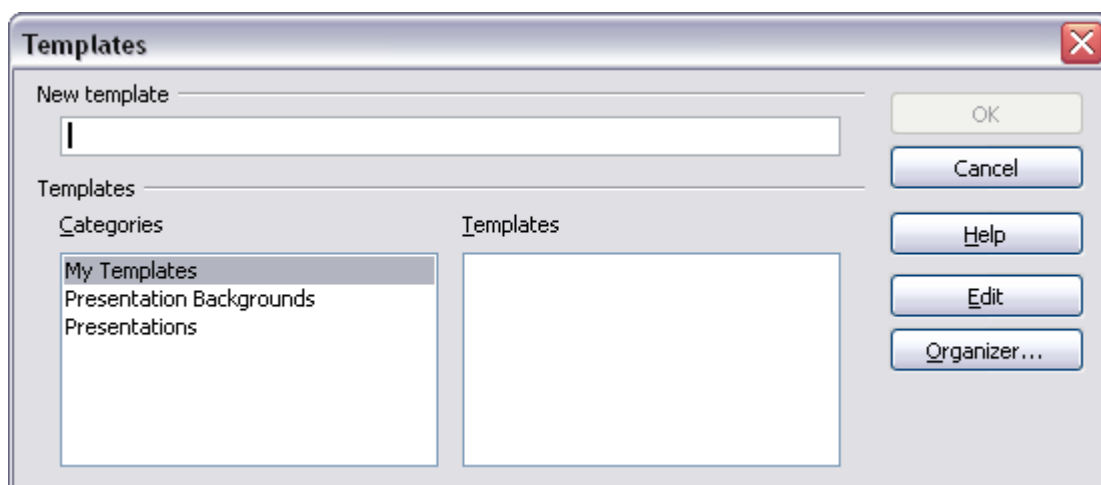 Templates
New template
OK
Cancel
Templates
Categories
Templates
Help
My Templates
Presentation Backgrounds
Presentations
Edit
Organizer...